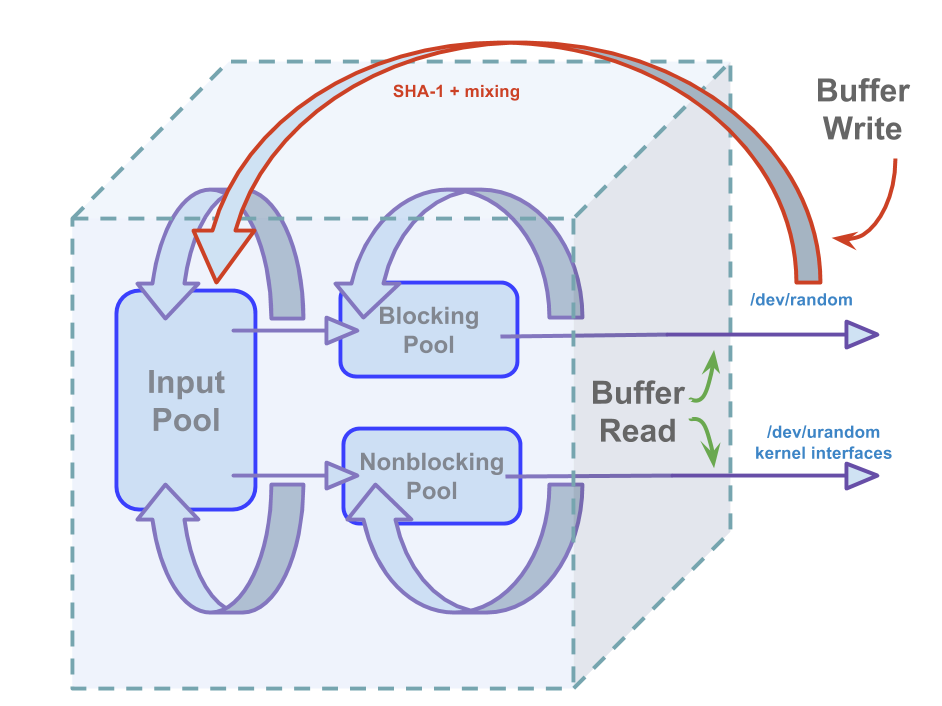 SHA-1 + mixing
Buffer
Write
/dev/random
Blocking
Pool
Input
Pool
Buffer
Read
/dev/urandom
kernel interfaces
Nonblocking
Pool